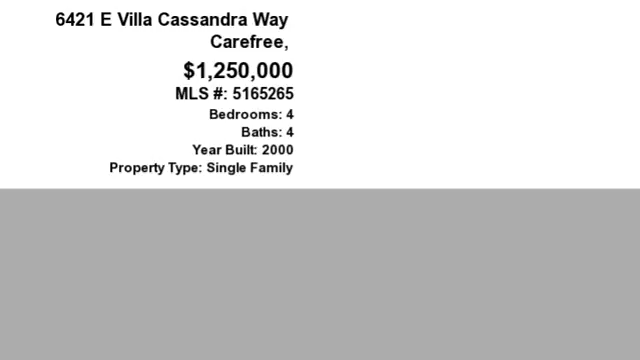 6421 E Villa Cassandra Way
Carefree,
$1,250,000
MLS #: 5165265
Bedrooms: 4
Baths: 4
Year Built: 2000
Property Type: Single Family